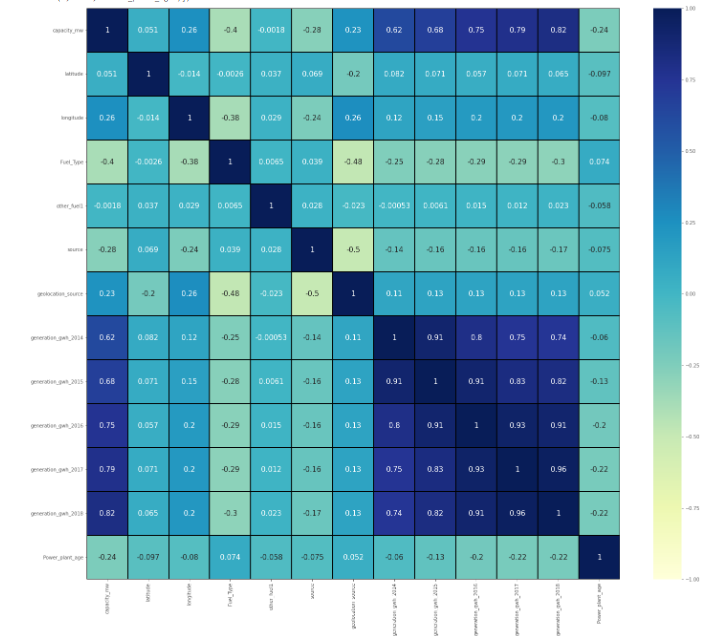 1.00
capacity_mw 1 0.051 0.26 -0.4 -0.0018 -0.28 0.23 0.62 0.68 0.75 0.79 0.82 -0.24
0.75
latitude 0.051 1 -0.014 -0.0026 0.037 0.069 -0.2 0.082 0.071 0.057 0.071 0.065 -0.097
longitude 0.26 -0.014 1 -0.38 0.029 -0.24 0.26 0.12 0.15 0.2 0.2 0.2 -0.08
0.50
Fuel_Type -0.4 -0.0026 -0.38 1 0.0065 0.039 -0.48 -0.25 -0.28 -0.29 -0.29 -0.3 0.074
other_fuel1 -0.0018 0.037 0.029 0.0065 1 0.028 -0.023 -0.00053 0.0061 0.015 0.012 0.023 -0.058
0.25
source -0.28 0.069 -0.24 0.039 0.028 1 -0.5 -0.14 -0.16 -0.16 -0.16 -0.17 -0.075
geolocation_source 0.23 -0.2 0.26 -0.48 -0.023 -0.5 1 0.11 0.13 0.13 0.13 0.13 0.052
0.00
generation_gwh_2014 0.62 0.082 0.12 -0.25 -0.00053 -0.14 0.11 1 0.91 0.8 0.75 0.74 -0.06
-0.25
generation_gwh_2015 0.68 0.071 0.15 -0.28 0.0061 -0.16 0.13 0.91 1 0.91 0.83 0.82 -0.13
generation_gwh_2016 0.75 0.057 0.2 -0.29 0.015 -0.16 0.13 0.8 0.91 1 0.93 0.91 -0.2
-0.50
generation_gwh_2017 0.79 0.071 0.2 -0.29 0.012 -0.16 0.13 0.75 0.83 0.93 1 0.96 -0.22
generation_gwh_2018 0.82 0.065 0.2 -0.3 0.023 -0.17 0.13 0.74 0.82 0.91 0.96 1 -0.22
-0.75
Power_plant_age -0.24 -0.097 -0.08 0.074 -0.058 -0.075 0.052 -0.06 -0.13 -0.2 -0.22 -0.22 1
-1.00
capacity_mw latitude longitude Fuel_Type other_fuel1 source geolocation_source generation_gwh_2014 generation_gwh_2015 generation_gwh_2016 generation_gwh_2017 generation_gwh_2018 Power_plant_age